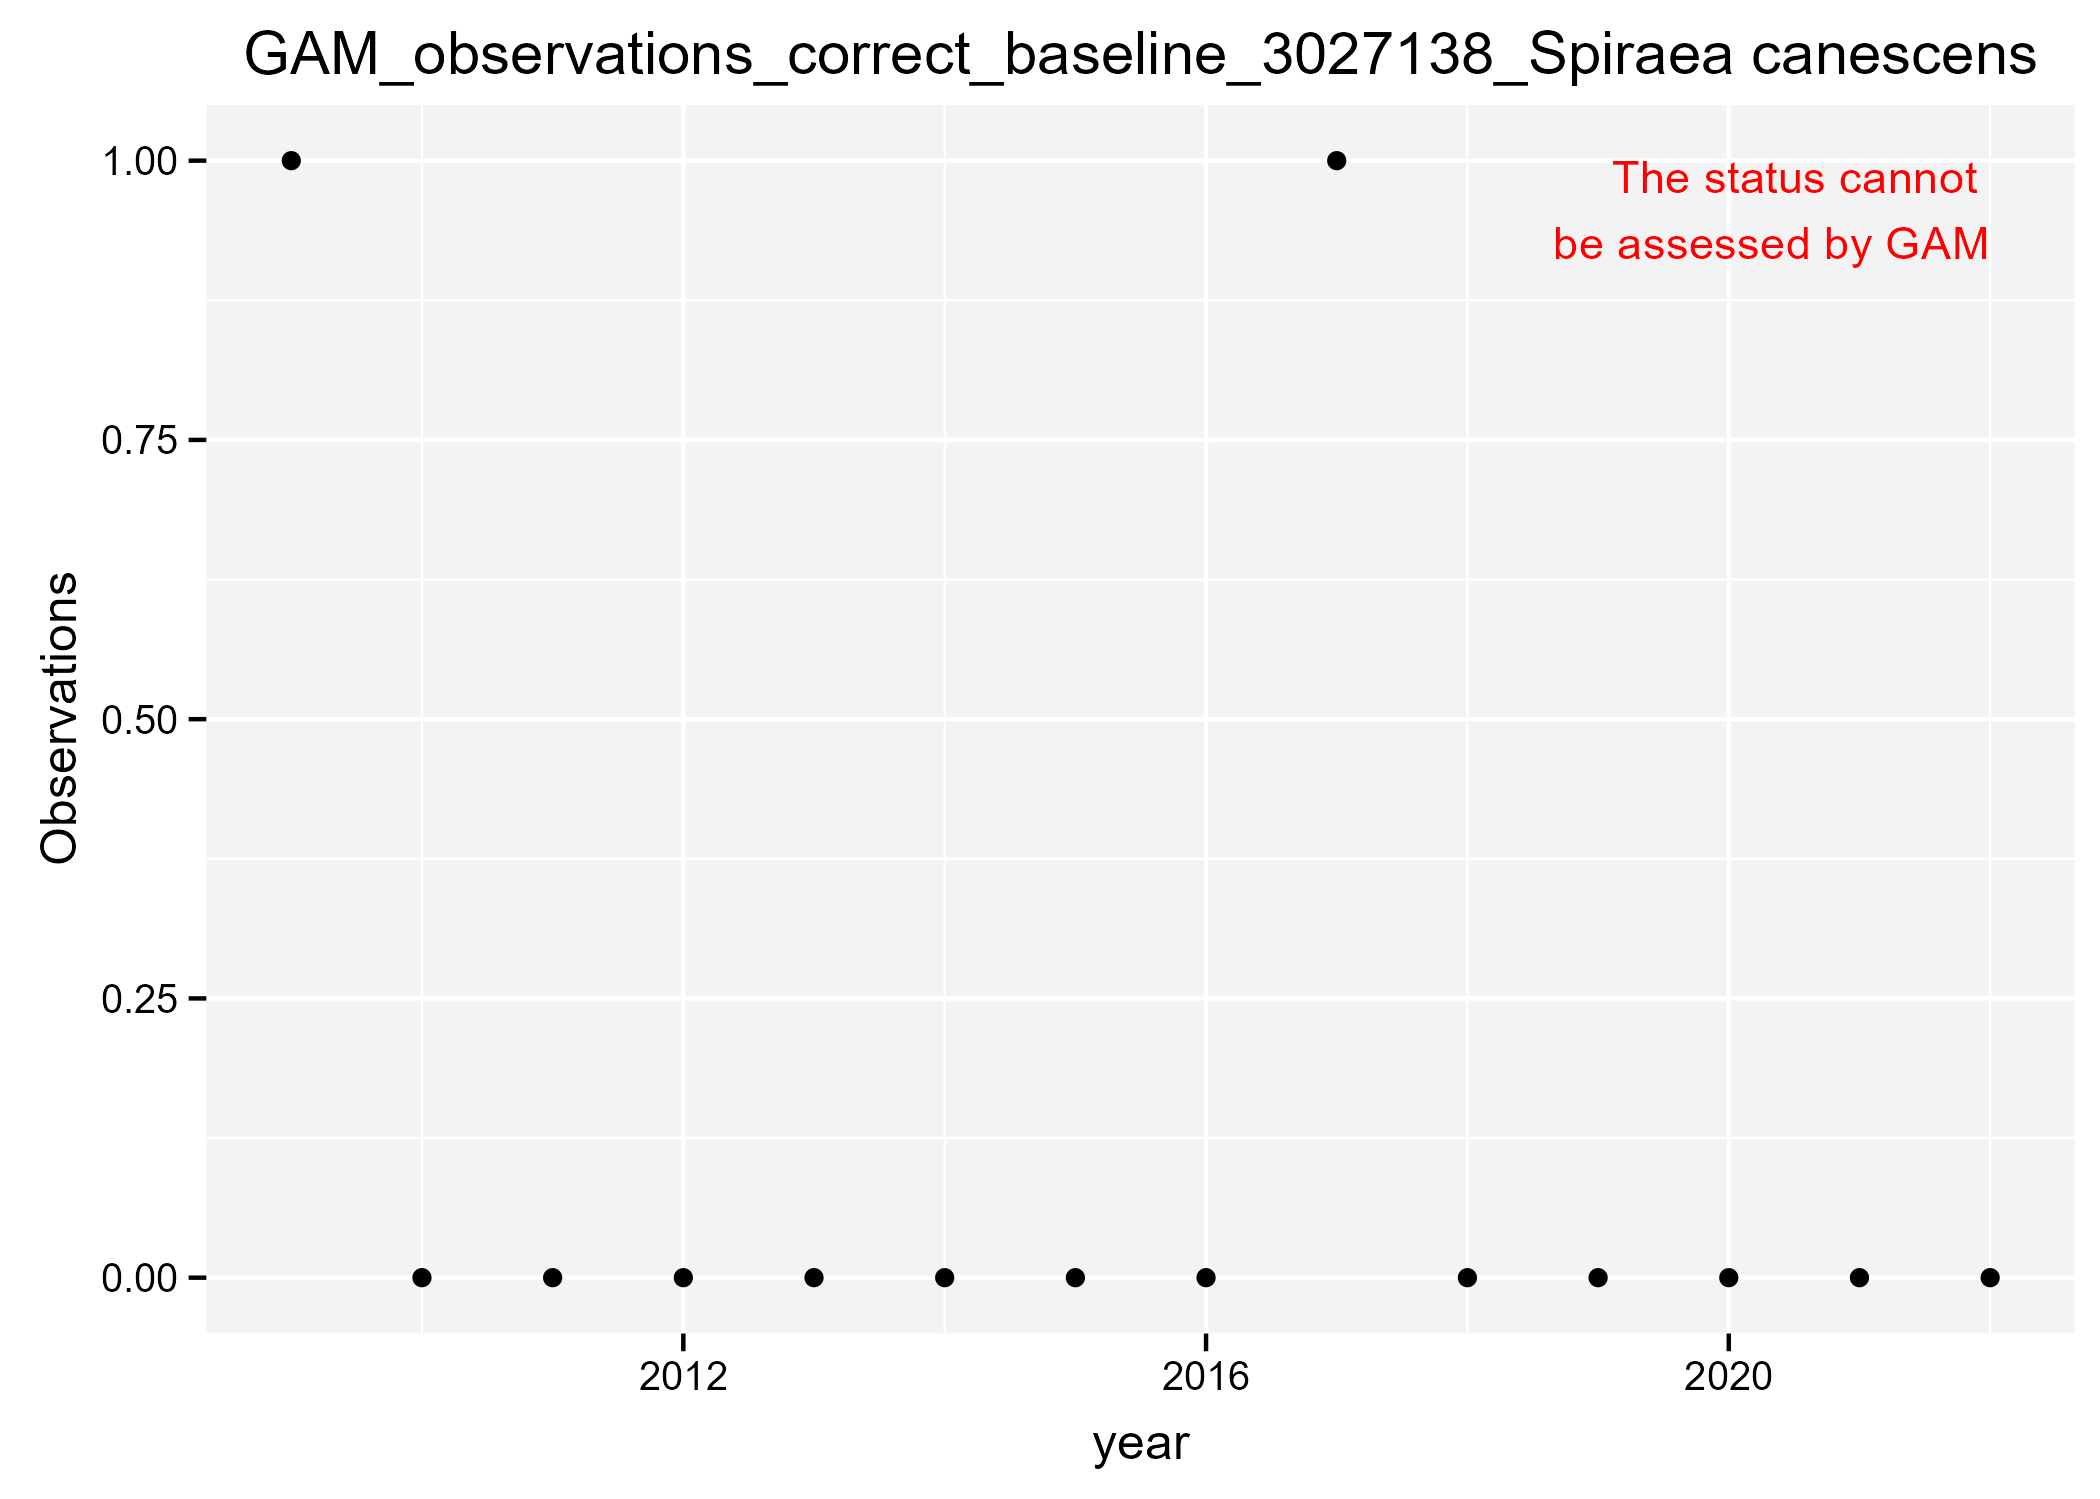 GAM_observations_correct_baseline_3027138_Spiraea canescens
1.00
The status cannot
be assessed by GAM
0.75
Observations
0.50
0.25
0.00
2012 2016 2020
year